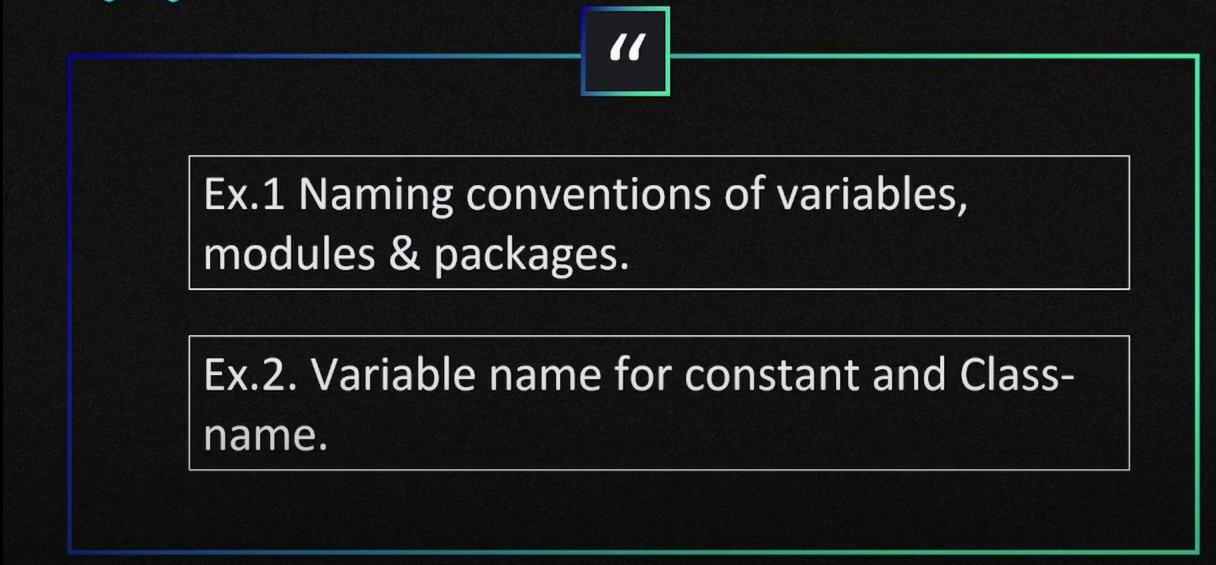 “
Ex.1 Naming conventions of variables,
modules & packages.
Ex.2. Variable name for constant and Class-
name.